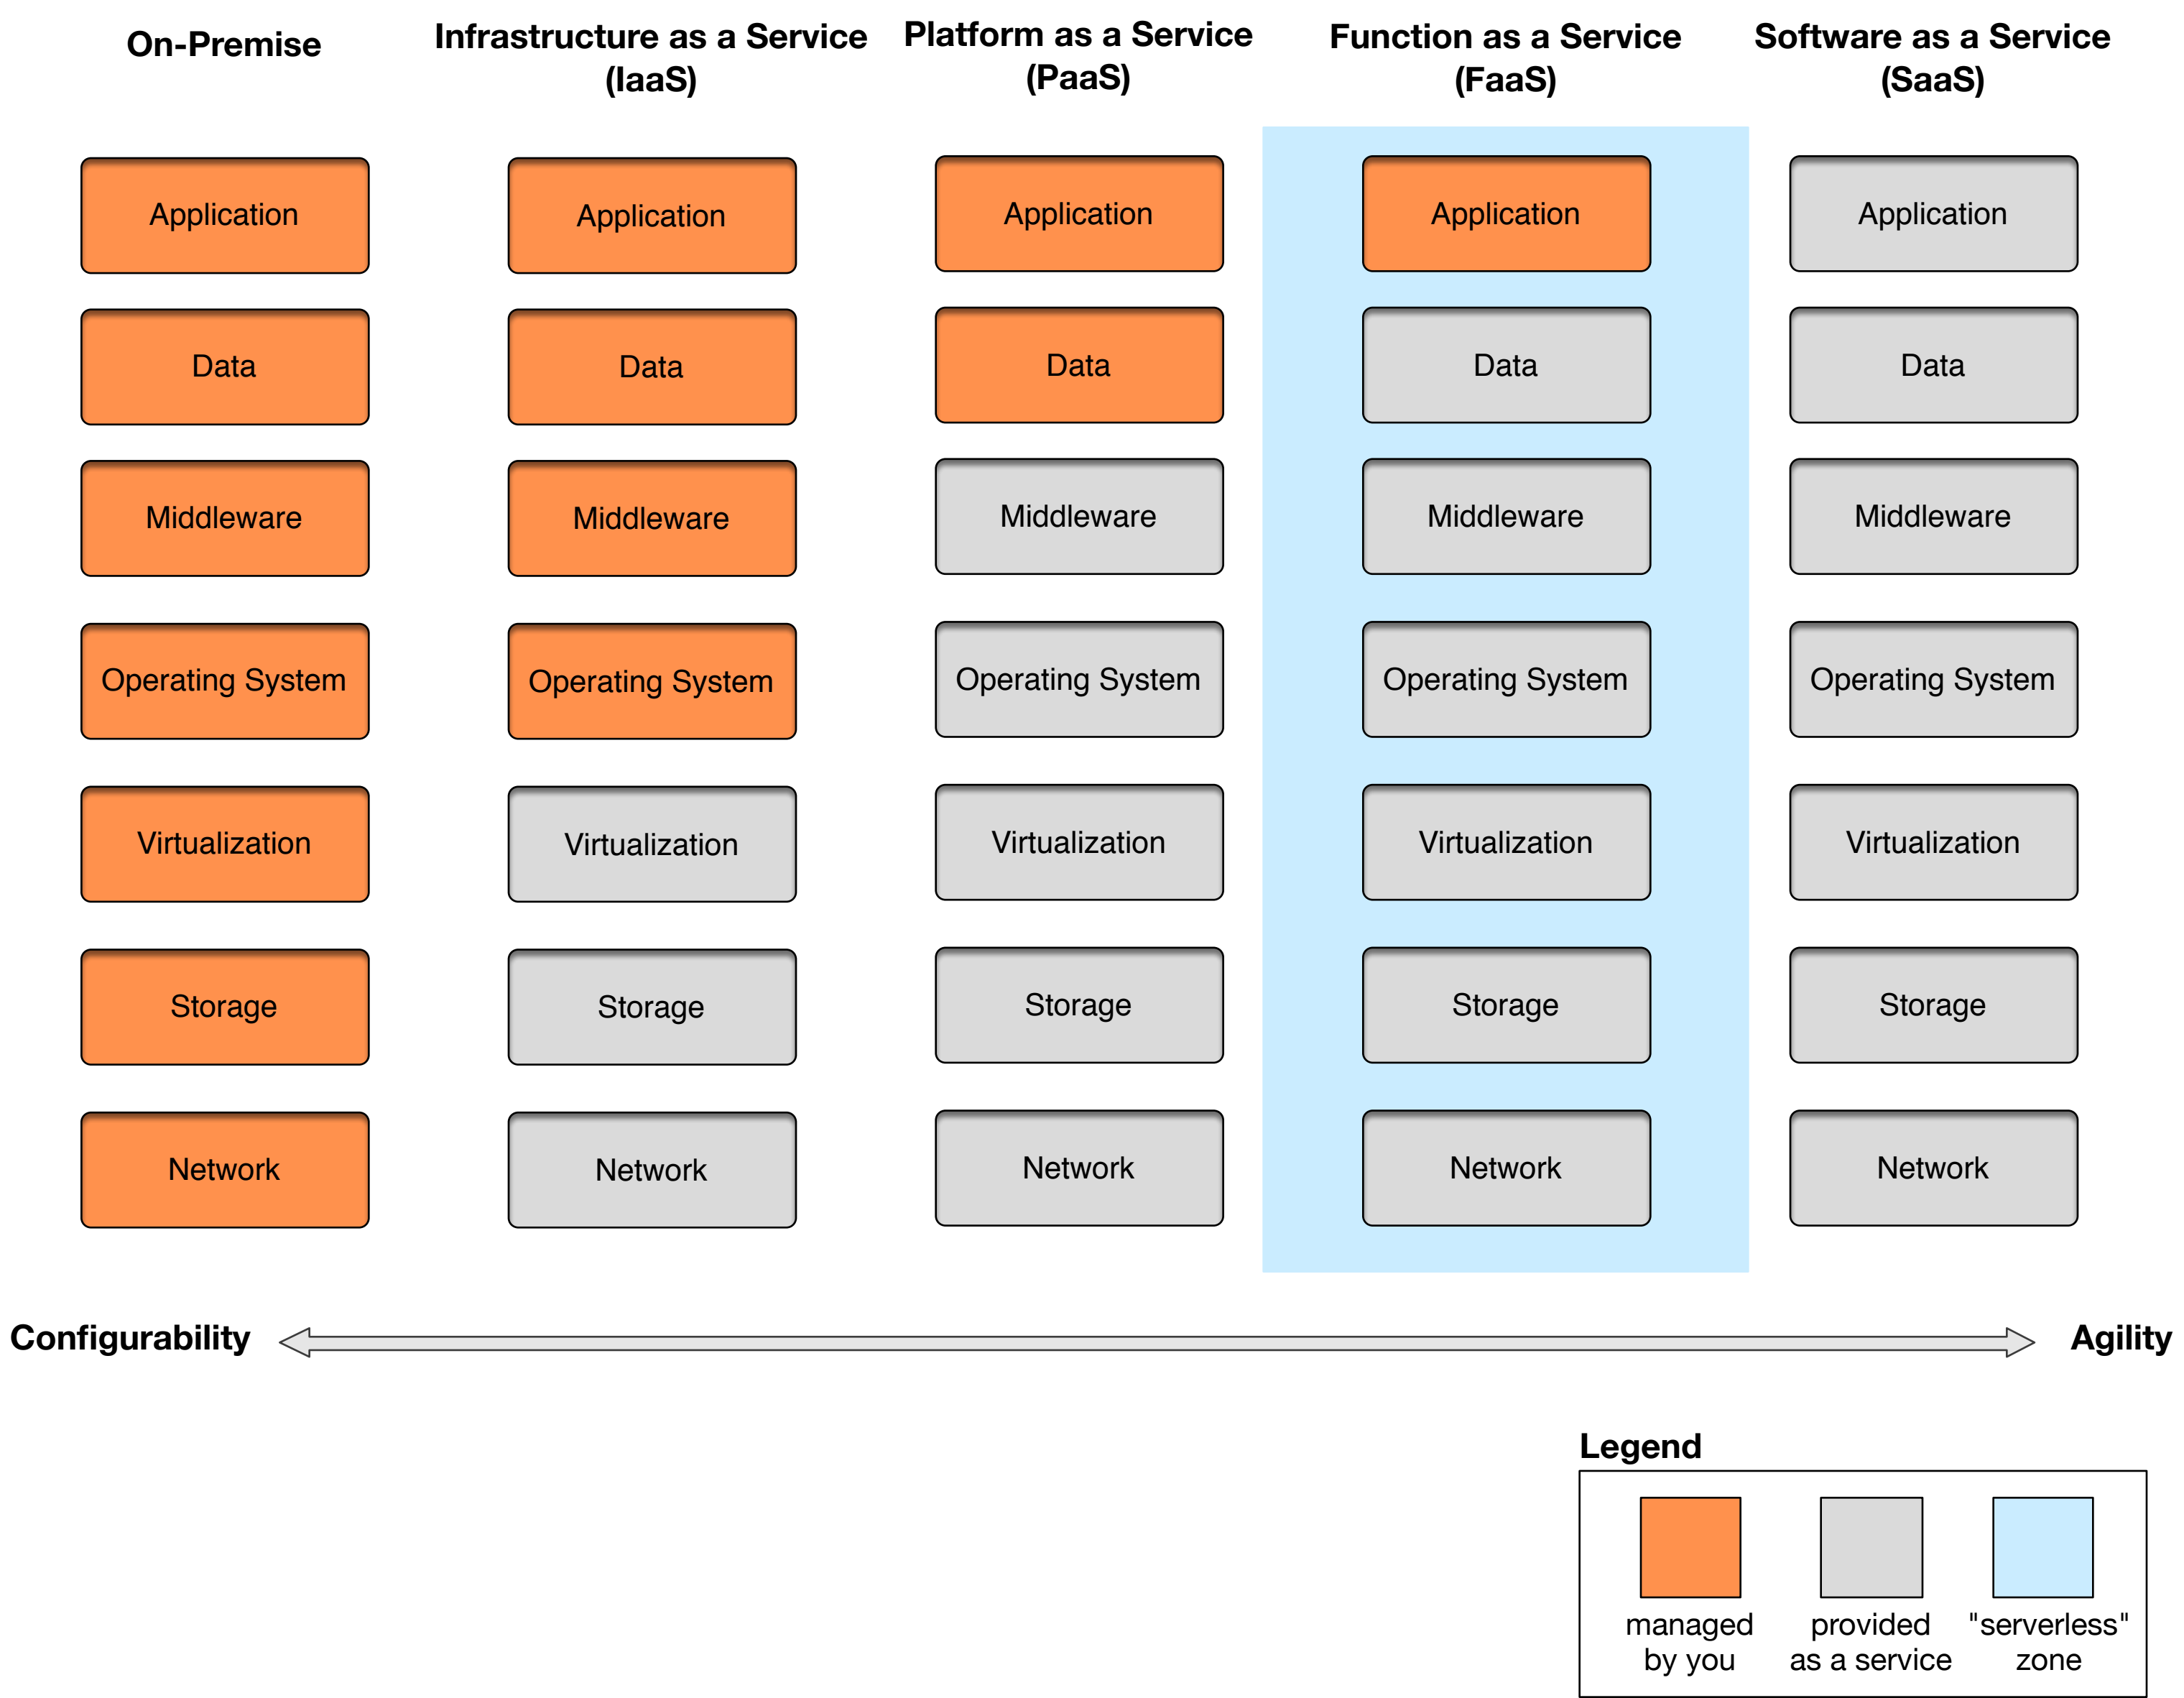 On-Premise
Infrastructure as a Service
(IaaS)
Platform as a Service
(PaaS)
Function as a Service
(FaaS)
Software as a Service
(SaaS)
Application
Application
Application
Application
Application
Data
Data
Data
Data
Data
Middleware
Middleware
Middleware
Middleware
Middleware
Operating System
Operating System
Operating System
Operating System
Operating System
Virtualization
Virtualization
Virtualization
Virtualization
Virtualization
Storage
Storage
Storage
Storage
Storage
Network
Network
Network
Network
Network
Configurability
Agility
Legend
managed
by you
provided
as a service
"serverless"
zone